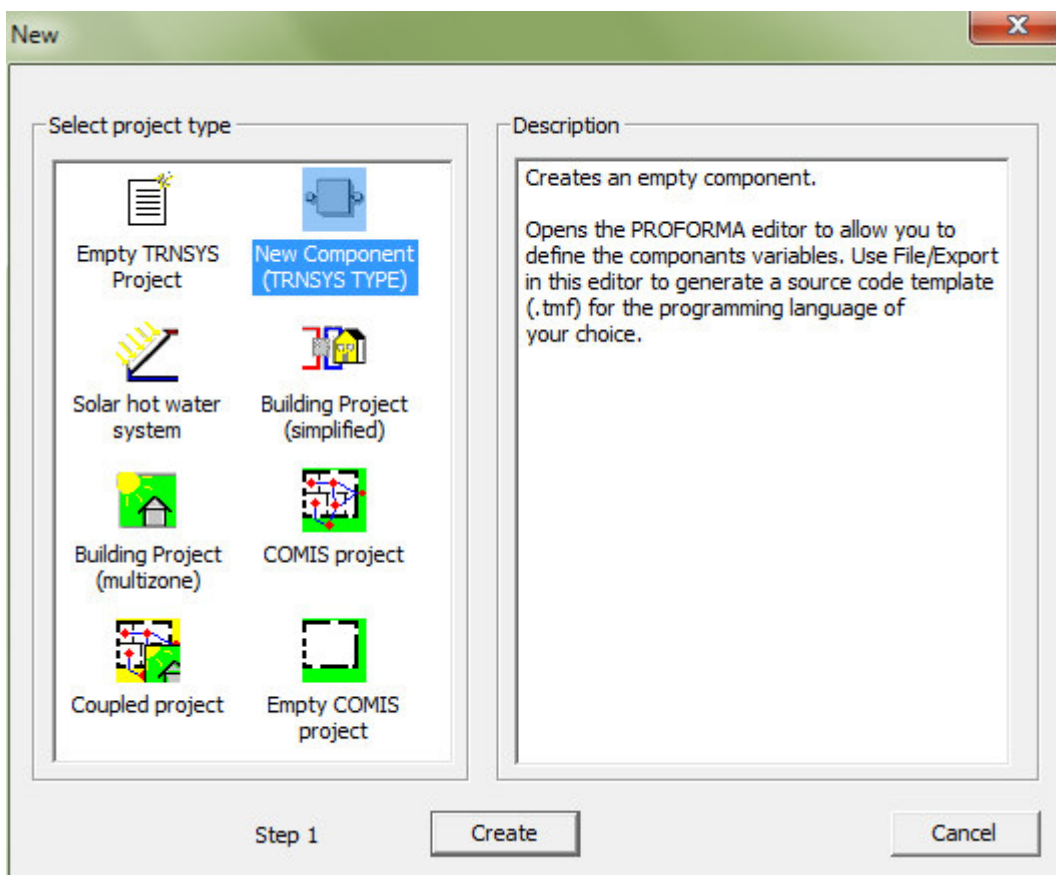 New
X
Select project type
Description
Empty TRNSYS
Project
New Component
(TRNSYS TYPE)
Solar hot water
system
Building Project
(simplified)
Building Project
(multizone)
COMIS project
Coupled project
Empty COMIS
project
Creates an empty component.
Opens the PROFORMA editor to allow you to
define the componants variables. Use File/Export
in this editor to generate a source code template
(.tmf) for the programming language of
your choice.
Step 1
Create
Cancel